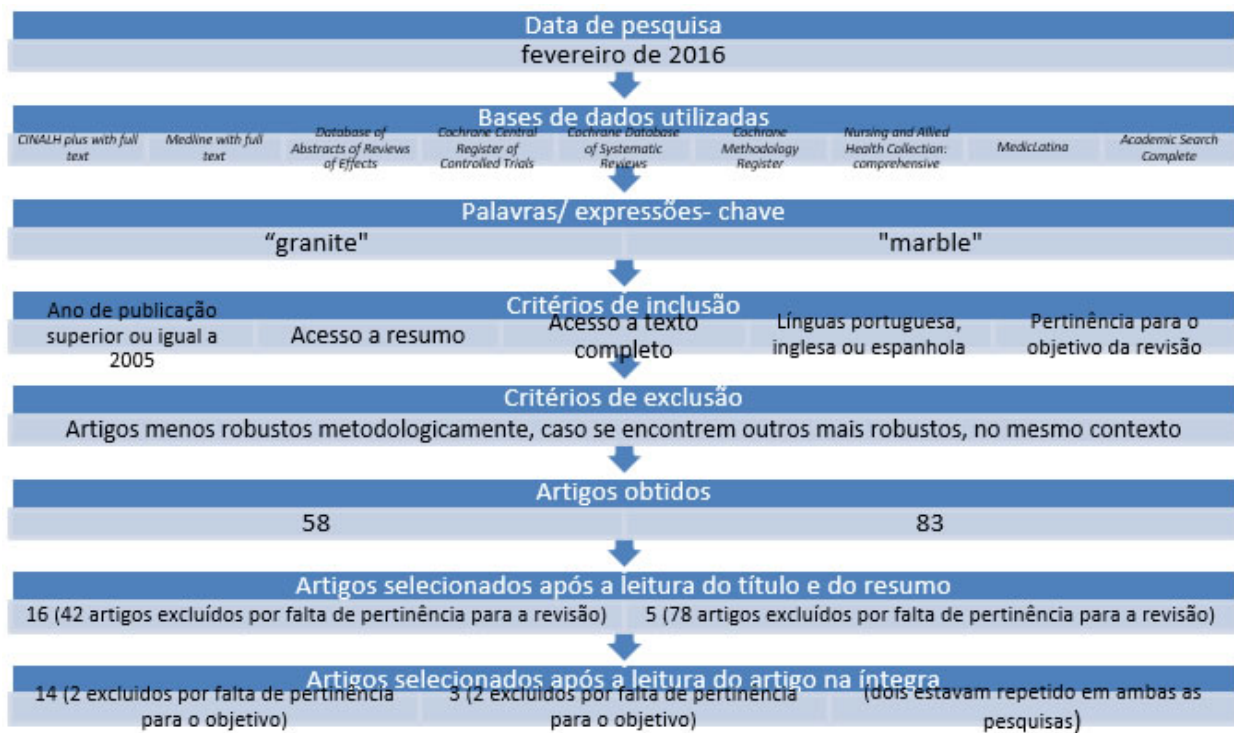 Data de pesquisa
fevereiro de 2016
Bases de dados utilizadas
CINALH plus with full
text
Medline with full
text
Database of
Abstracts of Reviews
of Effects
Cochrane Central
Register of
Controlled Trials
Cochrane Database
of Systematic
Reviews
Cochrane
Methodology
Register
Nursing and Allied
Health Collection:
comprehensive
MedicLatina
Academic Search
Complete
Palavras/ expressões- chave
“granite"
"marble"
Critérios de inclusão
Ano de publicação
superior ou igual a
2005
Acesso a resumo
Acesso a texto
completo
Línguas portuguesa,
inglesa ou espanhola
Pertinência para o
objetivo da revisão
Critérios de exclusão
Artigos menos robustos metodologicamente, caso se encontrem outros mais robustos, no mesmo contexto
Artigos obtidos
58
83
Artigos selecionados após a leitura do título e do resumo
16 (42 artigos excluídos por falta de pertinência para a revisão)
5 (78 artigos excluídos por falta de pertinência para a revisão)
Artigos selecionados após a leitura do artigo na íntegra
14 (2 excluidos por falta de pertinência
para o objetivo)
3 (2 excluidos por falta de pertinência
para o objetivo)
(dois estavam repetido em ambas as
pesquisas)